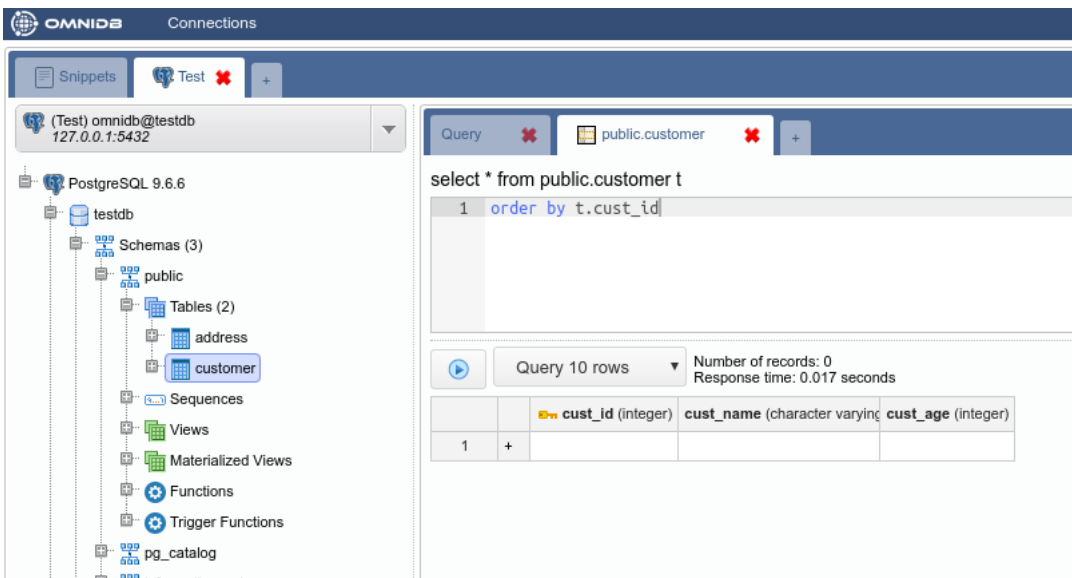 OMNIDB Connections
Snippets Test +
(Test) omnidb@testdb
127.0.0.1:5432
PostgreSQL 9.6.6
testdb
Schemas (3)
public
Tables (2)
address
customer
Sequences
Views
Materialized Views
Functions
Trigger Functions
pg_catalog
Query public.customer +
select * from public.customer t
1 order by t.cust_id
Query 10 rows
Number of records: 0
Response time: 0.017 seconds
cust_id (integer) cust_name (character varying cust_age (integer)
1 +